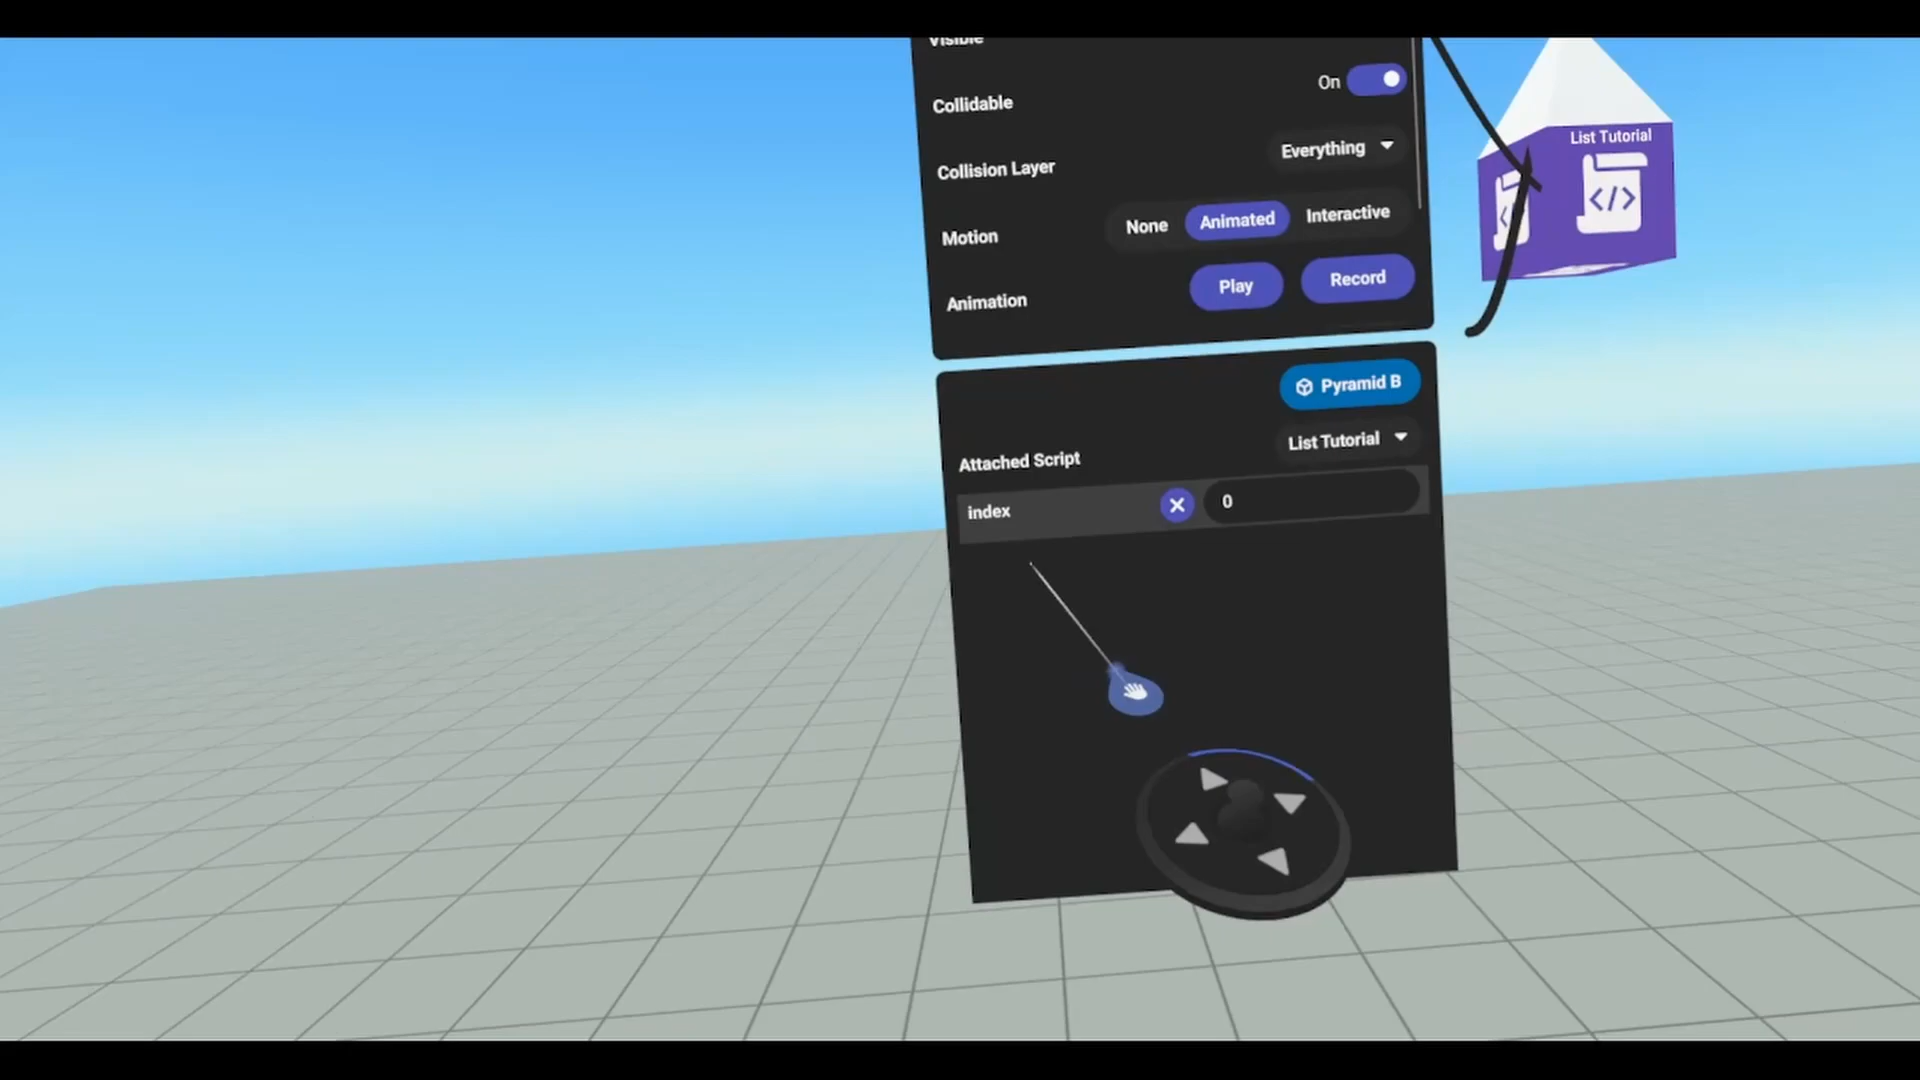 Visible
Collidable On
Collision Layer Everything
Motion None Animated Interactive
Animation Play Record
List Tutorial
</>
Pyramid B
Attached Script List Tutorial
index 0